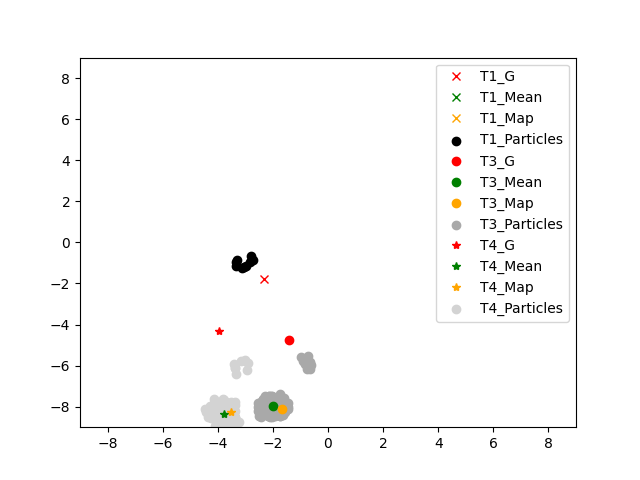 8
6
4
2
0
−2
−4
−6
−8
−8
−6
−4
−2
0
2
4
6
8
T1_G
T1_Mean
T1_Map
T1_Particles
T3_G
T3_Mean
T3_Map
T3_Particles
T4_G
T4_Mean
T4_Map
T4_Particles